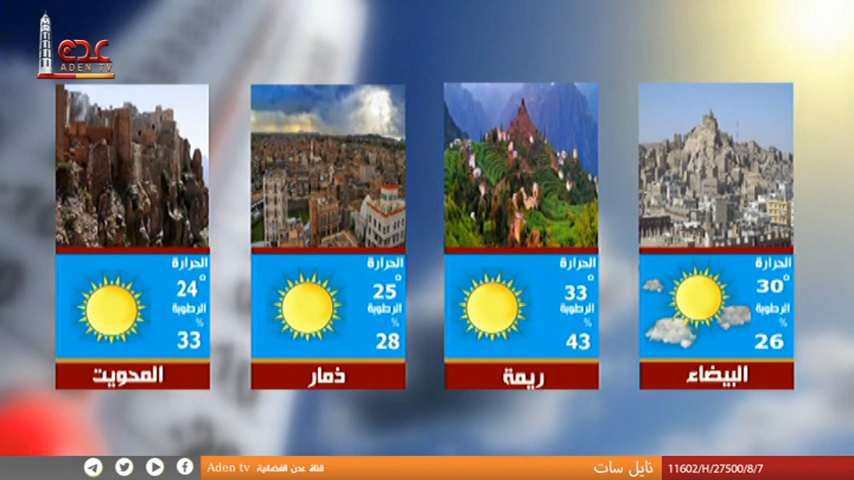 عدن
ADEN TV
الحرارة
30°
الرطوبة
%
26
البيضاء
الحرارة
33°
الرطوبة
%
43
ريمة
الحرارة
25°
الرطوبة
%
28
ذمار
الحرارة
24°
الرطوبة
%
33
المحويت
Aden tv قناة عدن الفضائية
نايل سات
11602/H/27500/8/7